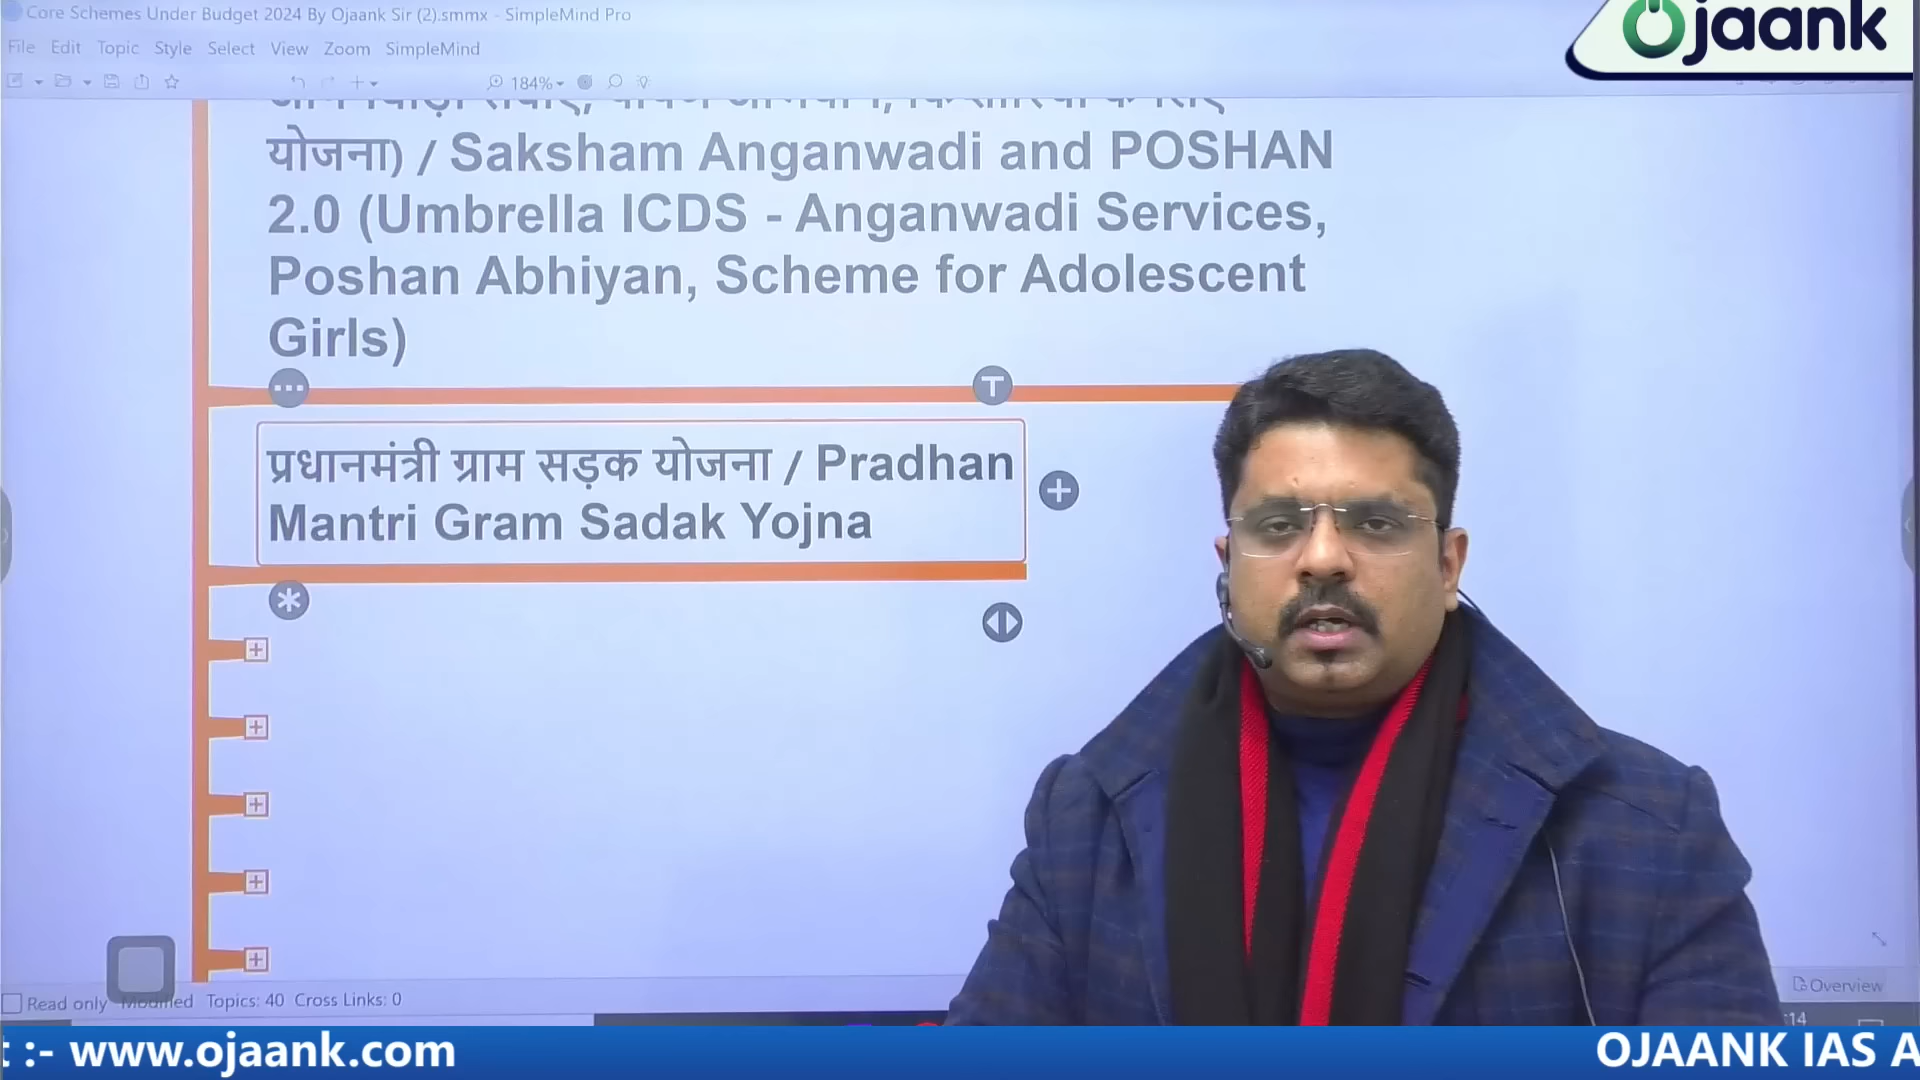 Core Schemes Under Budget 2024 By Ojaank Sir (2).smmx - SimpleMind Pro
Ojaank
File Edit Topic Style Select View Zoom SimpleMind
184%
योजना) / Saksham Anganwadi and POSHAN
2.0 (Umbrella ICDS - Anganwadi Services,
Poshan Abhiyan, Scheme for Adolescent
Girls)
T
प्रधानमंत्री ग्राम सड़क योजना / Pradhan
Mantri Gram Sadak Yojna
Overview
Read only Modified Topics: 40 Cross Links: 0
:14
:- www.ojaank.com
OJAANK IAS A